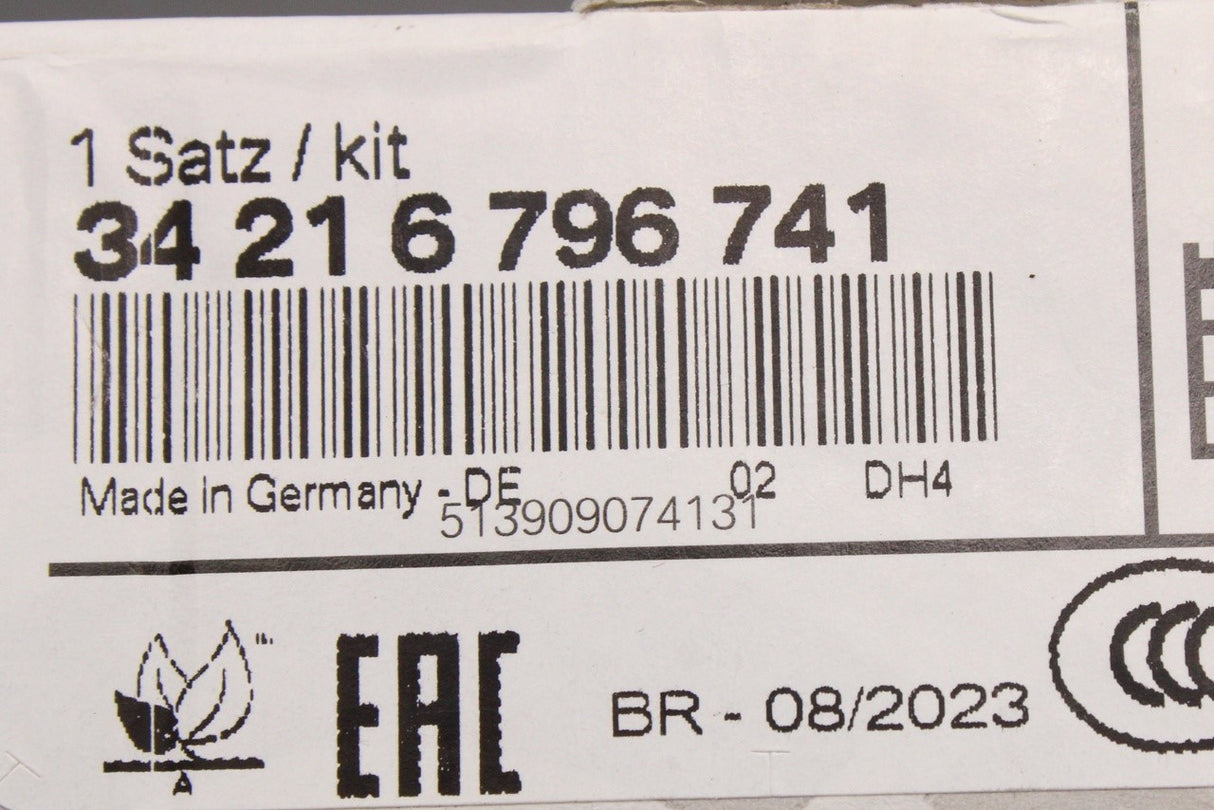 1 Satz / kit
34 21 6 796 741
Made in Germany - DE 02 DH4
513909074131
A
EAC
BR - 08/2023
CCC